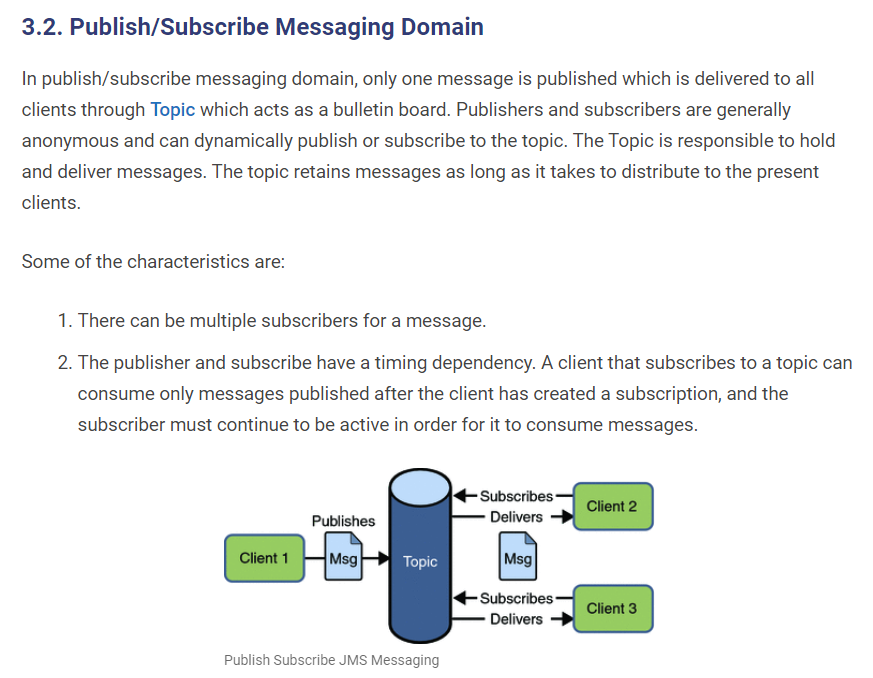 3.2. Publish/Subscribe Messaging Domain
In publish/subscribe messaging domain, only one message is published which is delivered to all
clients through Topic which acts as a bulletin board. Publishers and subscribers are generally
anonymous and can dynamically publish or subscribe to the topic. The Topic is responsible to hold
and deliver messages. The topic retains messages as long as it takes to distribute to the present
clients.
Some of the characteristics are:
1. There can be multiple subscribers for a message.
2. The publisher and subscribe have a timing dependency. A client that subscribes to a topic can
consume only messages published after the client has created a subscription, and the
subscriber must continue to be active in order for it to consume messages.
Client 1
Publishes
Msg
Topic
Subscribes
Delivers
Client 2
Msg
Subscribes
Delivers
Client 3
Publish Subscribe JMS Messaging